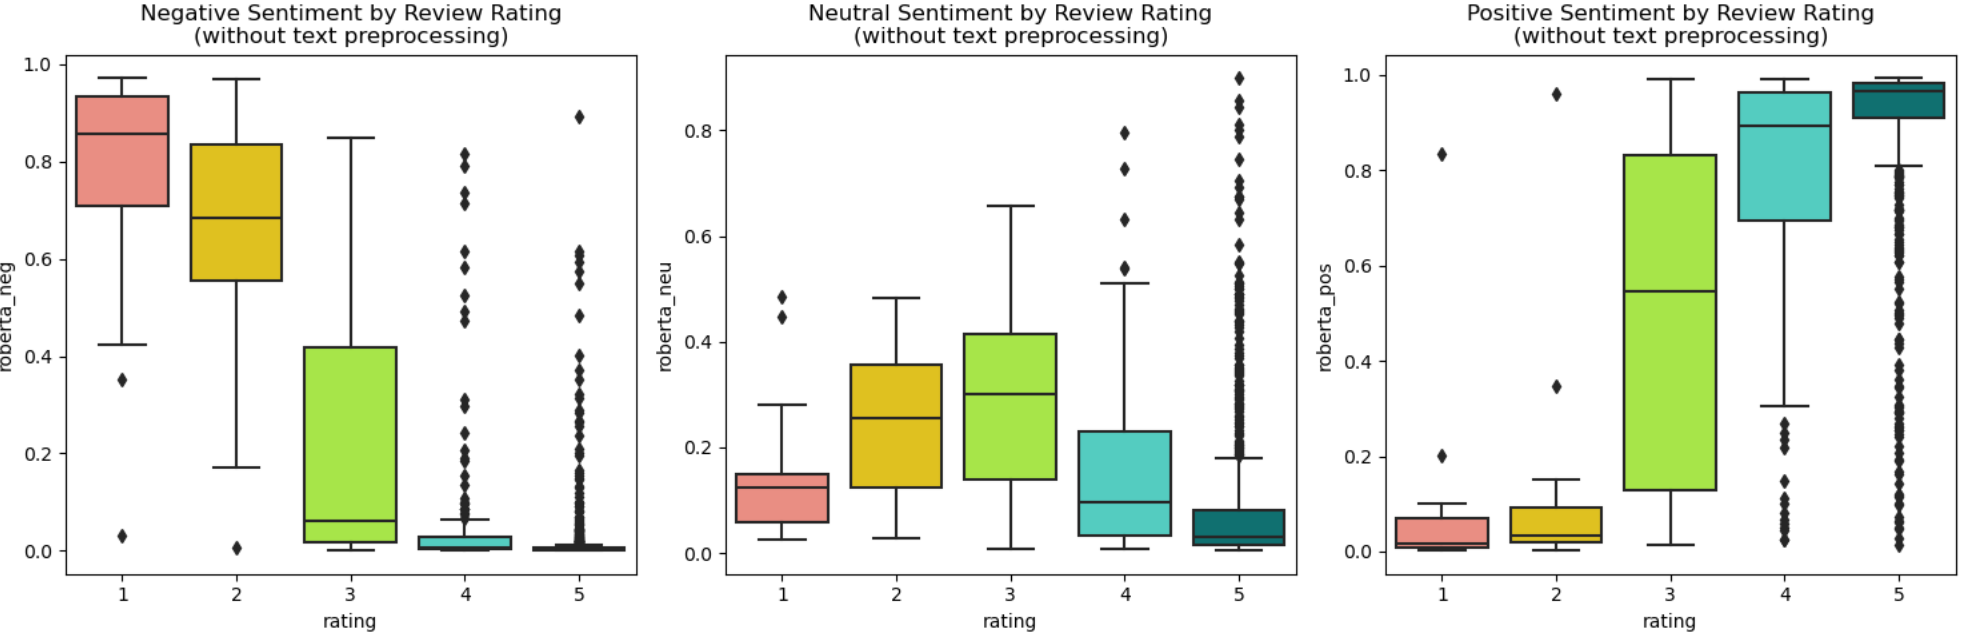 Negative Sentiment by Review Rating
(without text preprocessing)
1.0
0.8
0.6
0.4
0.2
0.0
roberta_neg
1
2
3
4
5
rating
Neutral Sentiment by Review Rating
(without text preprocessing)
0.8
0.6
0.4
0.2
0.0
roberta_neu
1
2
3
4
5
rating
Positive Sentiment by Review Rating
(without text preprocessing)
1.0
0.8
0.6
0.4
0.2
0.0
roberta_pos
1
2
3
4
5
rating